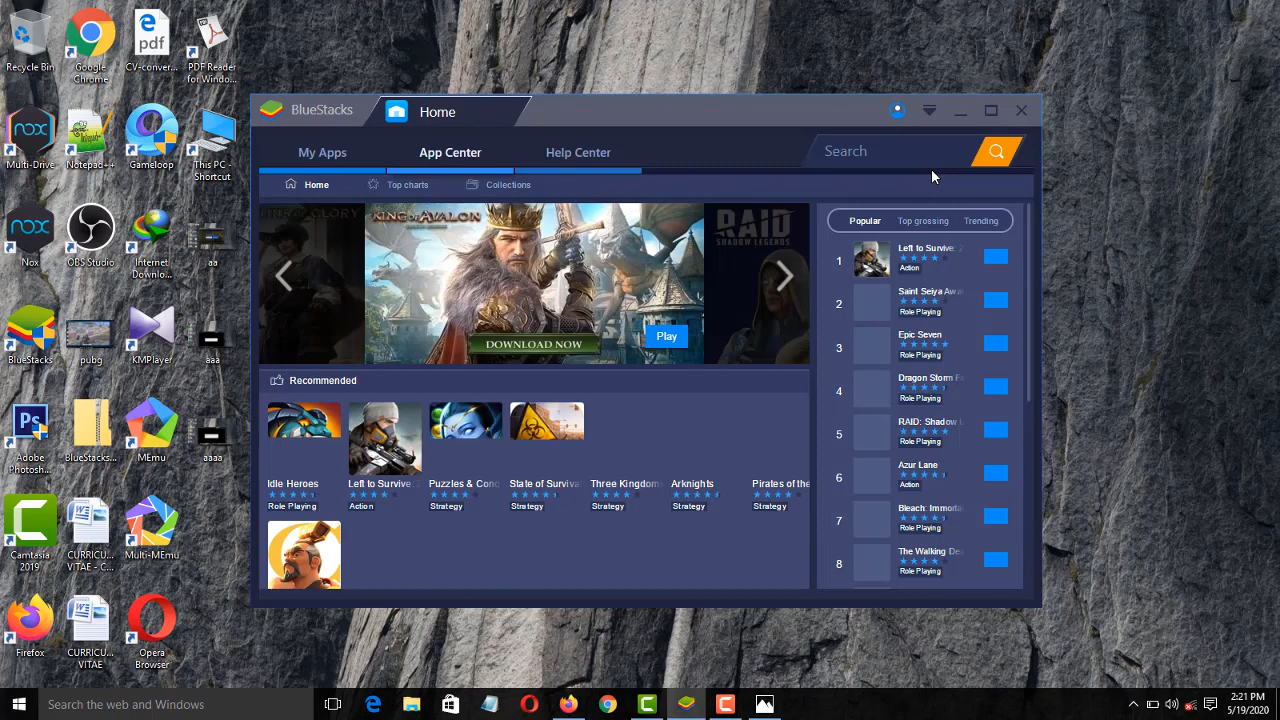 Recycle Bin
Google
Chrome
pdf
CV-conver...
PDF Reader
for Windo...
nox
Multi-Drive
Notepad++
Gameloop
This PC -
Shortcut
nox
Nox
OBS Studio
Internet
Downlo...
aa
BlueStacks
pubg
KMPlayer
aaa
Ps
Adobe
Photosh...
BlueStacks...
MEmu
aaaa
Camtasia
2019
CURRICU...
VITAE - C...
Multi-MEmu
Firefox
CURRICU...
VITAE
Opera
Browser
BlueStacks
Home
My Apps
App Center
Help Center
Search
Home
Top charts
Collections
KING OF AVALON
RAID
SHADOW LEGENDS
DOWNLOAD NOW
Play
Recommended
Idle Heroes
Role Playing
Left to Survive:
Action
Puzzles & Con
Strategy
State of Surviva
Strategy
Three Kingdom
Strategy
Arknights
Strategy
Pirates of the
Strategy
Popular
Top grossing
Trending
1
Left to Survive:
Action
2
Saint Seiya Awa
Role Playing
3
Epic Seven
Role Playing
4
Dragon Storm F
Role Playing
5
RAID: Shadow L
Role Playing
6
Azur Lane
Action
7
Bleach: Immorta
Role Playing
8
The Walking De
Role Playing
Search the web and Windows
2:21 PM
5/19/2020